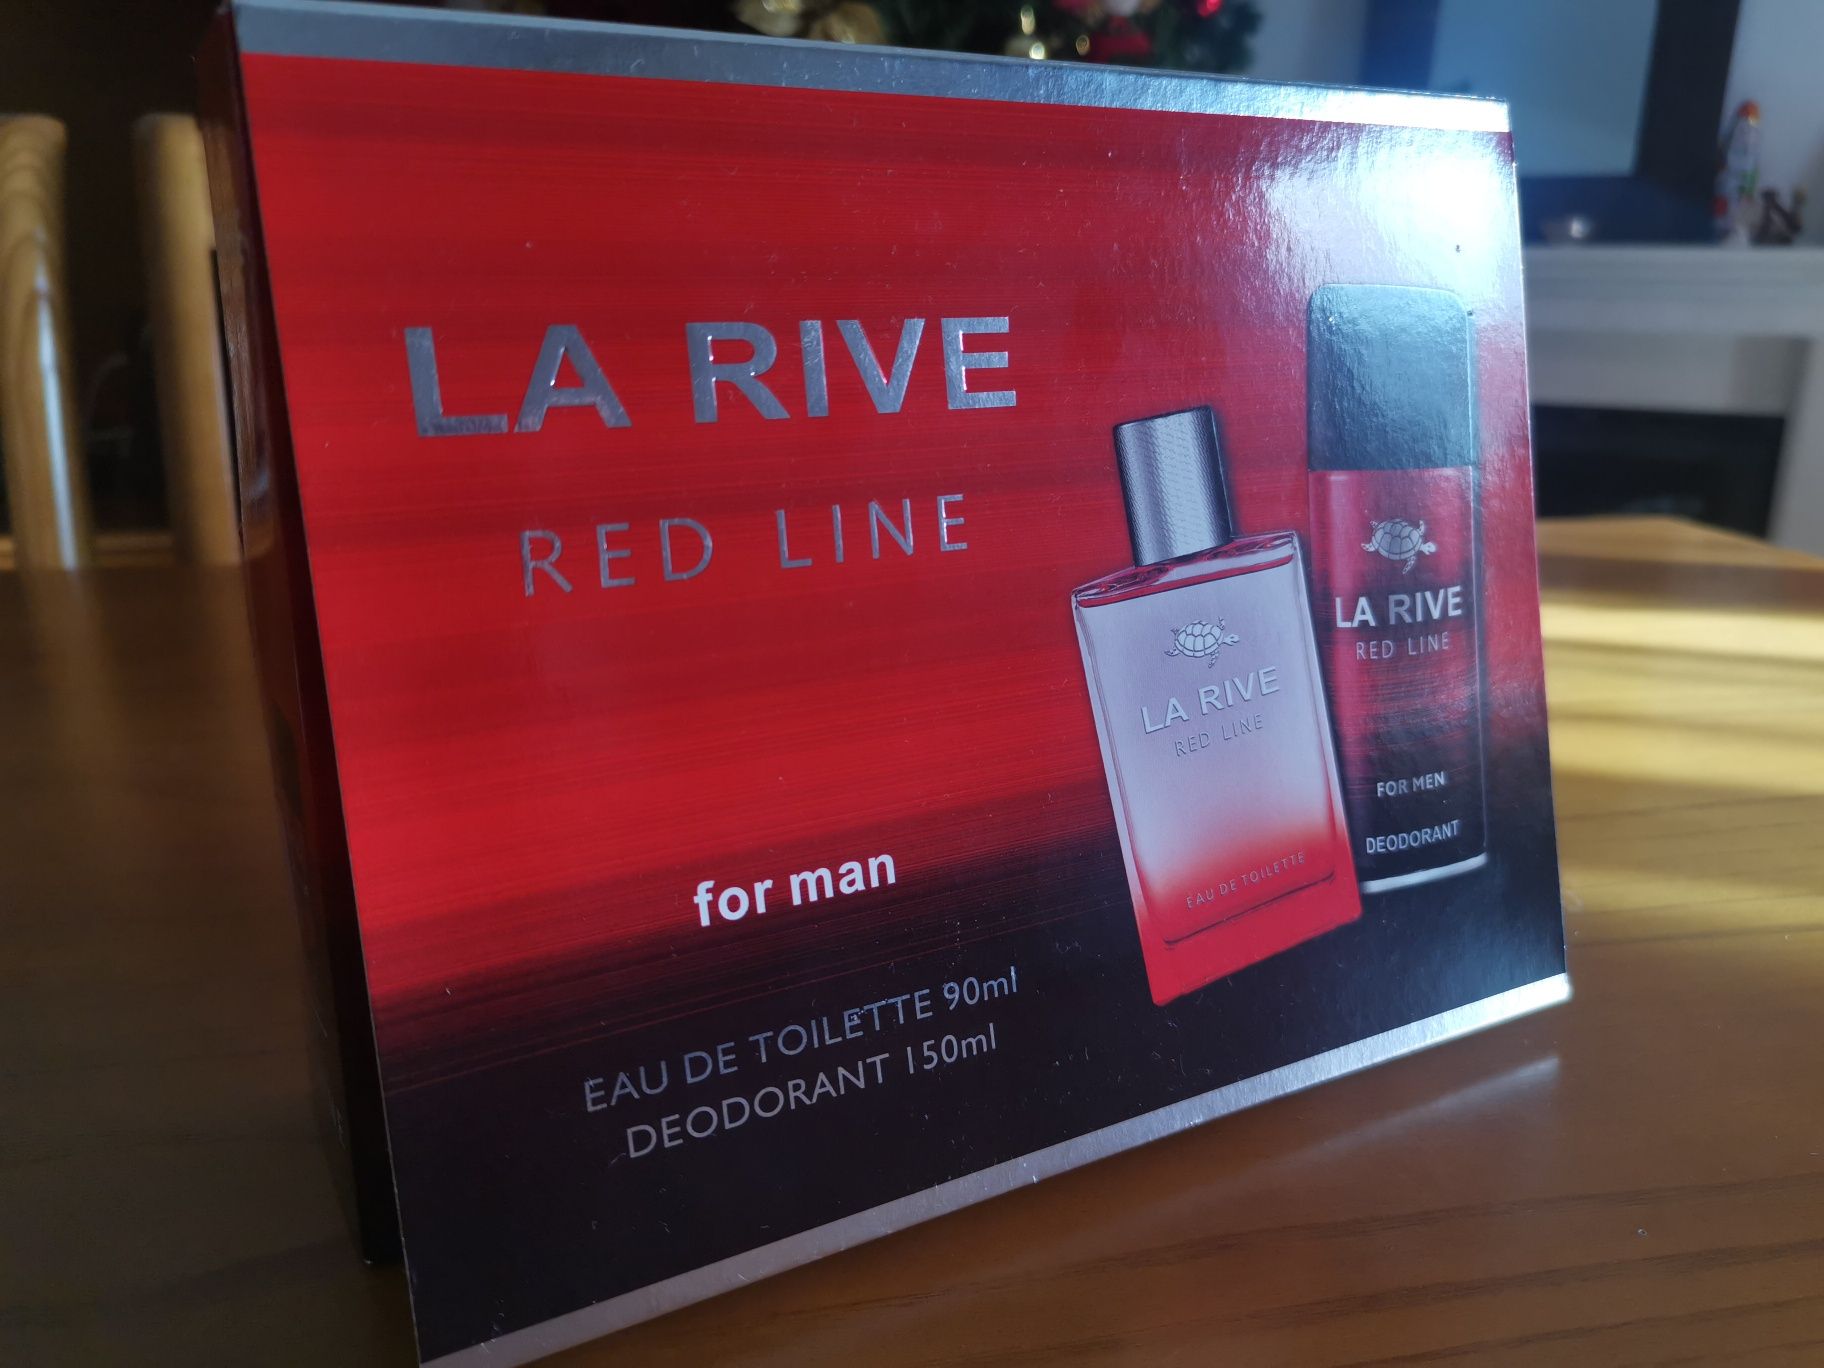 LA RIVE
RED LINE
for man
EAU DE TOILETTE 90ml
DEODORANT 150ml
LA RIVE
RED LINE
EAU DE TOILETTE
LA RIVE
RED LINE
FOR MEN
DEODORANT